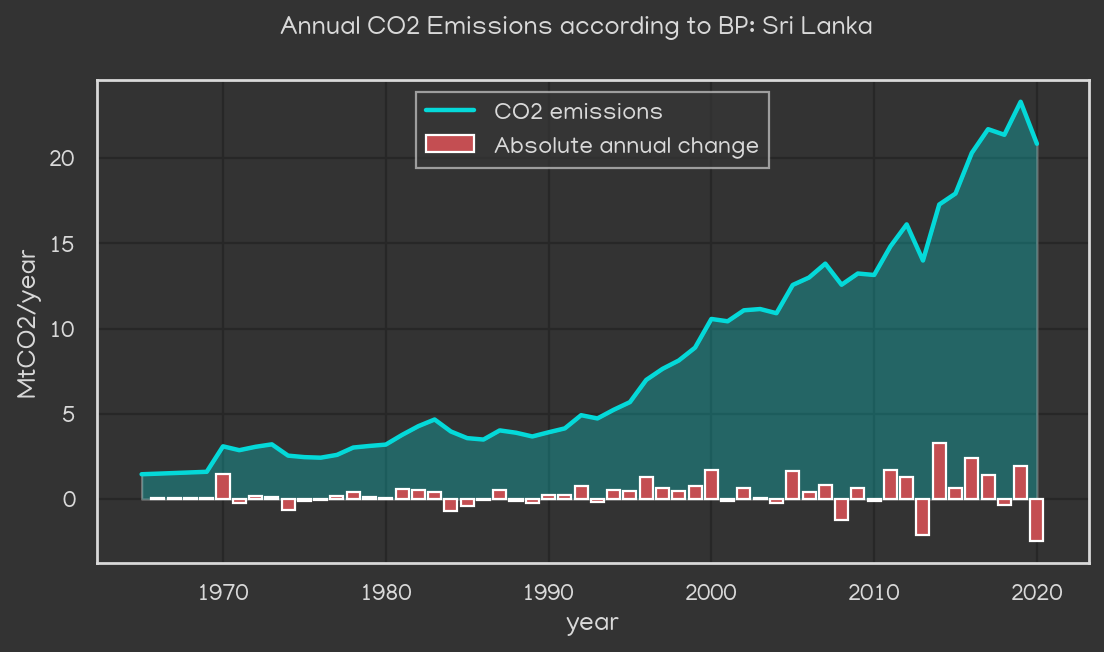 Annual CO2 Emissions according to BP: Sri Lanka
CO2 emissions
Absolute annual change
MtCO2/year
20
15
10
5
0
1970 1980 1990 2000 2010 2020
year